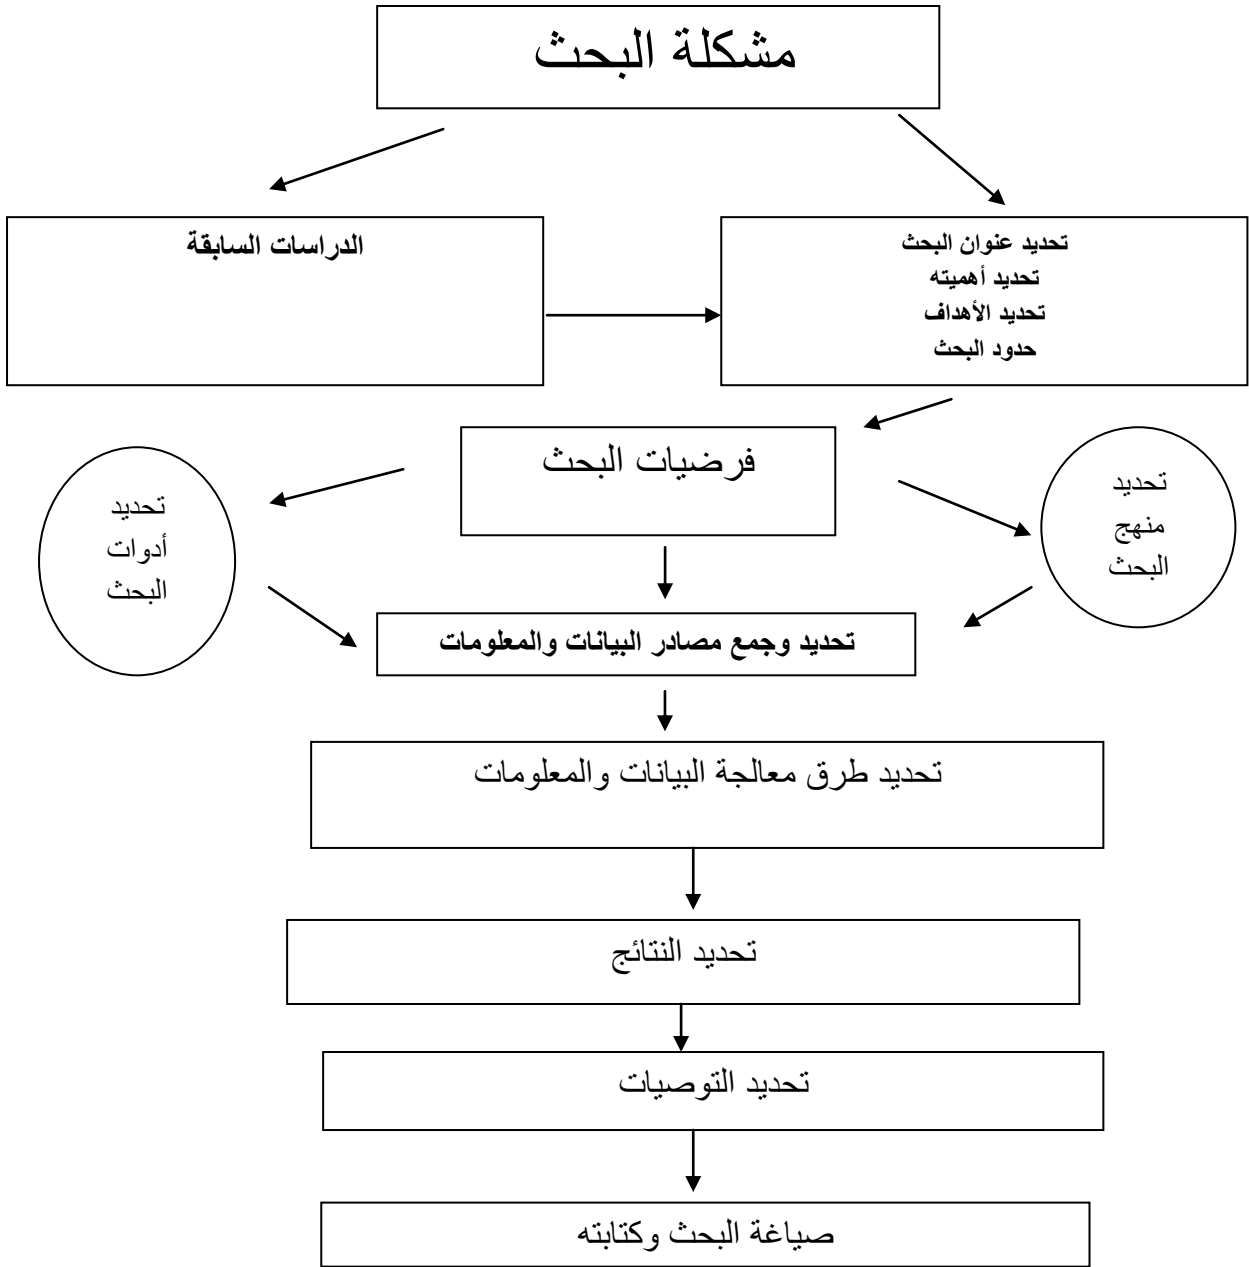 مشكلة البحث
تحديد عنوان البحث
تحديد أهميته
تحديد الأهداف
حدود البحث
الدراسات السابقة
فرضيات البحث
تحديد
منهج
البحث
تحديد
أدوات
البحث
تحديد وجمع مصادر البيانات والمعلومات
تحديد طرق معالجة البيانات والمعلومات
تحديد النتائج
تحديد التوصيات
صياغة البحث وكتابته